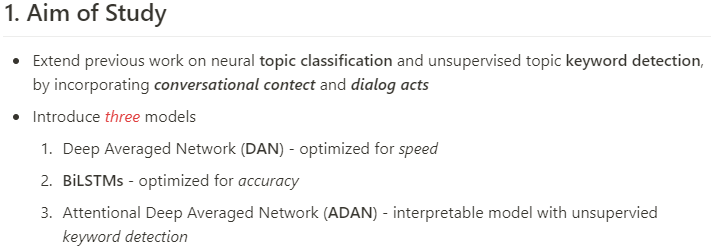 1. Aim of Study
• Extend previous work on neural topic classification and unsupervised topic keyword detection,
by incorporating conversational contect and dialog acts
• Introduce three models
1. Deep Averaged Network (DAN) - optimized for speed
2. BiLSTMs - optimized for accuracy
3. Attentional Deep Averaged Network (ADAN) - interpretable model with unsupervied
keyword detection